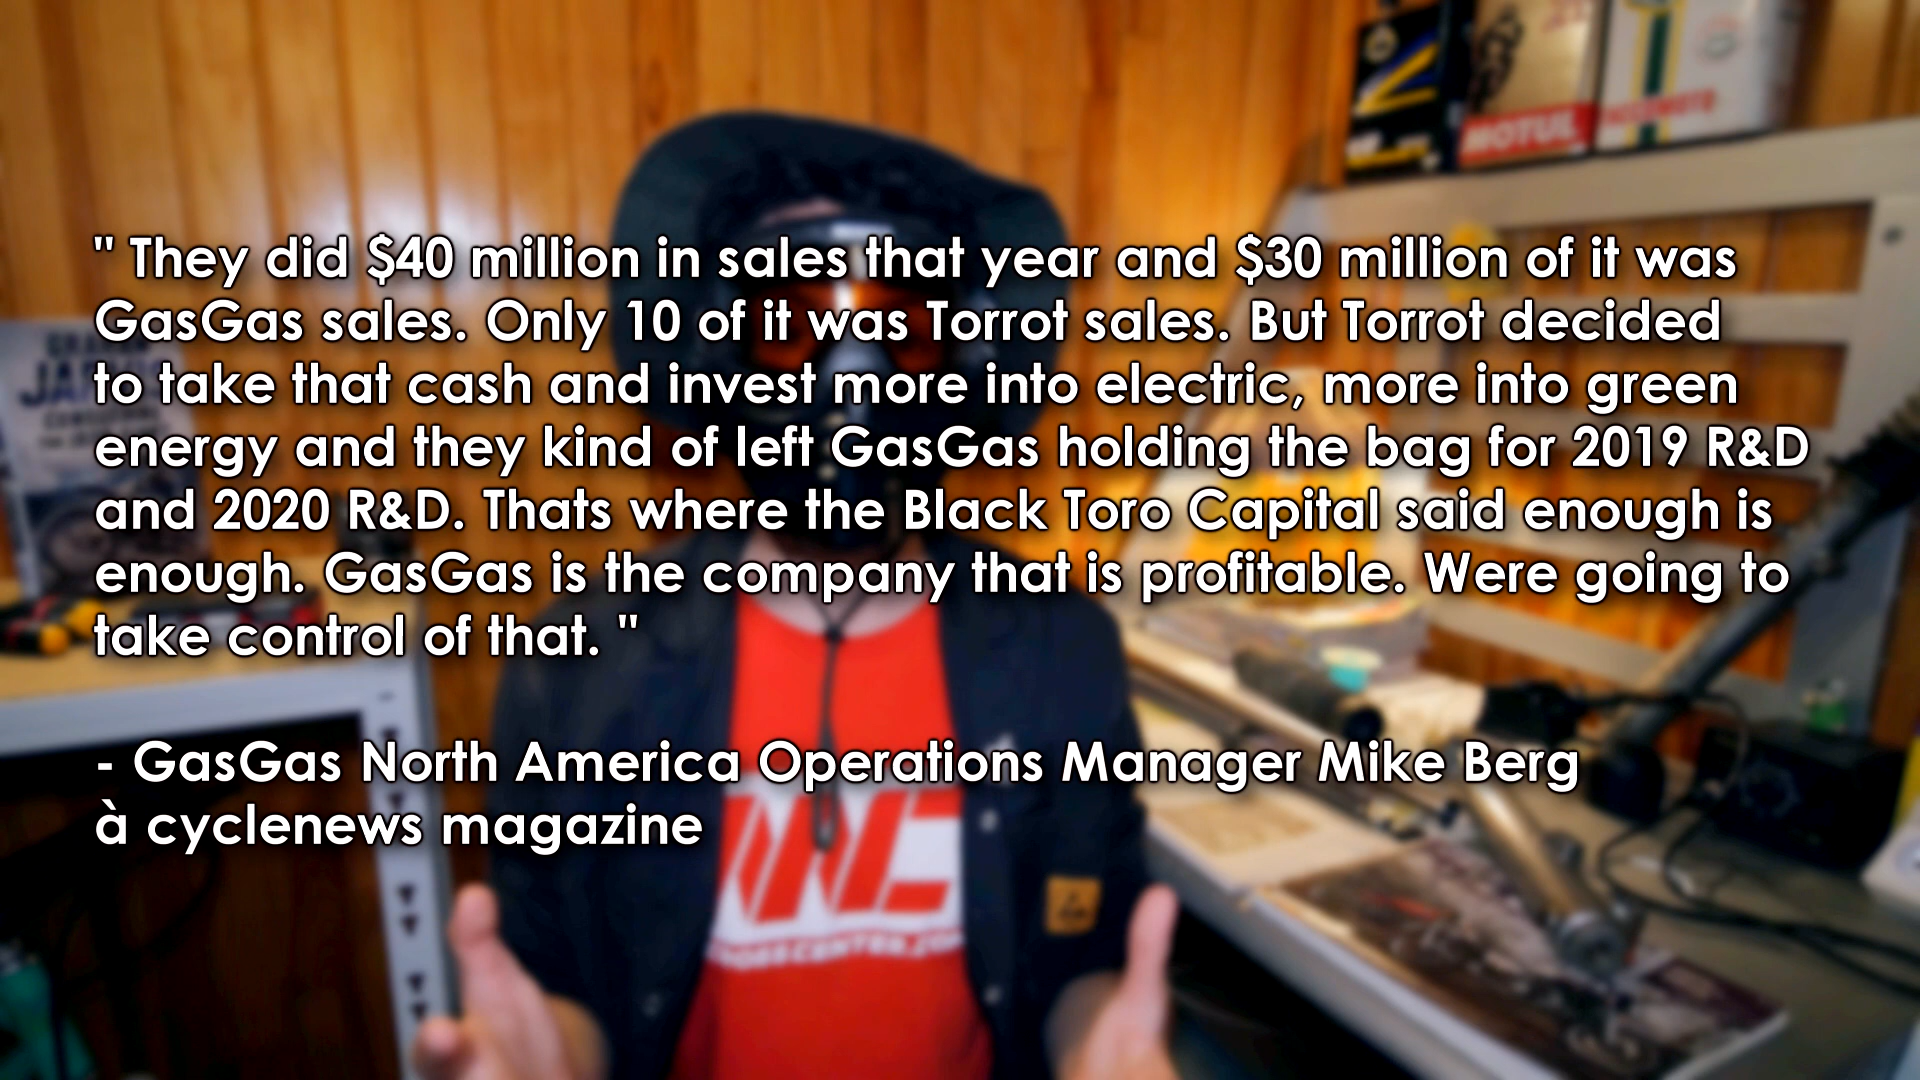 " They did $40 million in sales that year and $30 million of it was
GasGas sales. Only 10 of it was Torrot sales. But Torrot decided
to take that cash and invest more into electric, more into green
energy and they kind of left GasGas holding the bag for 2019 R&D
and 2020 R&D. Thats where the Black Toro Capital said enough is
enough. GasGas is the company that is profitable. Were going to
take control of that. "
- GasGas North America Operations Manager Mike Berg
à cyclenews magazine
MOTUL